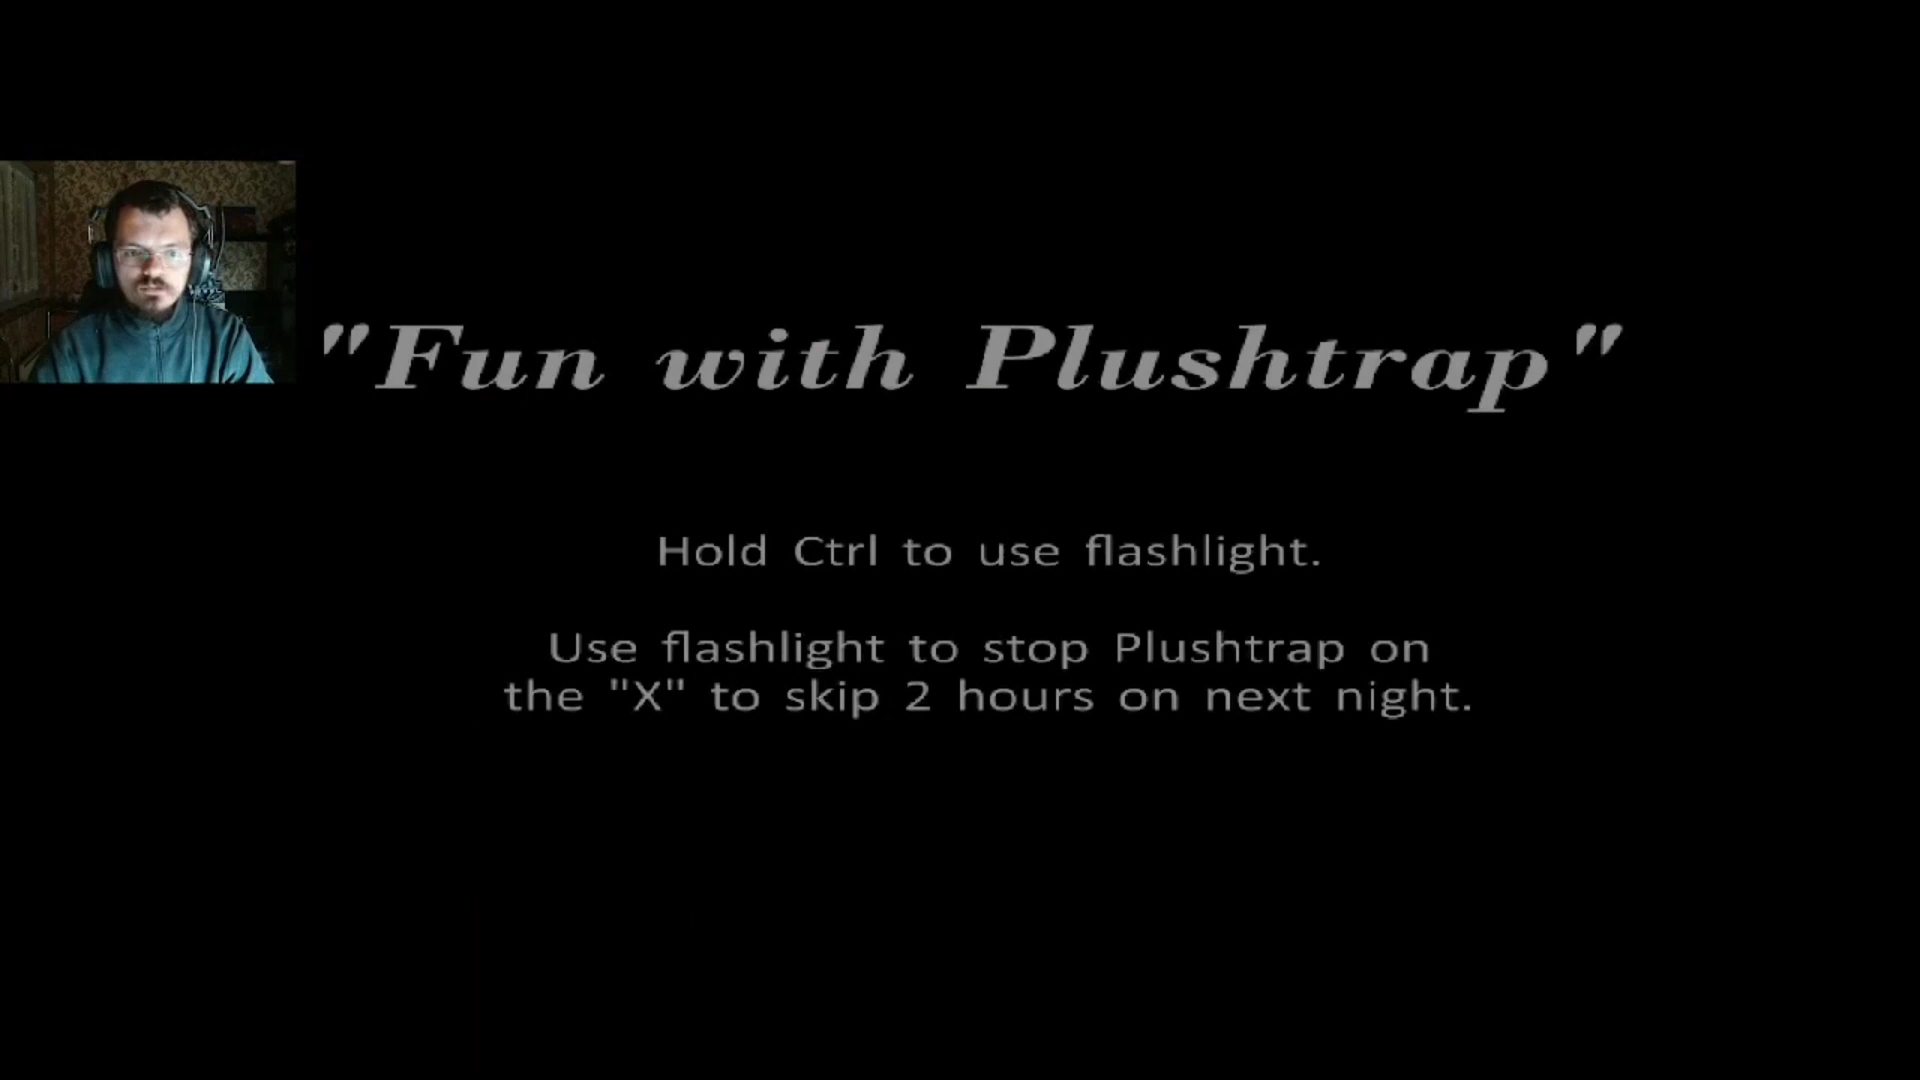 "Fun with Plushtrap"
Hold Ctrl to use flashlight.
Use flashlight to stop Plushtrap on
the "X" to skip 2 hours on next night.